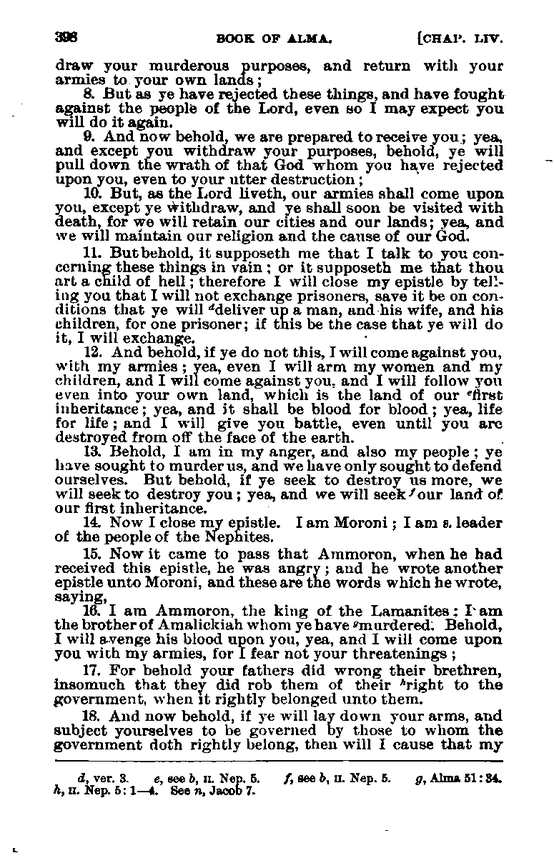 398 BOOK OF ALMA. [CHAP. LIV.
draw your murderous purposes, and return with your
armies to your own lands;
8. But as ye have rejected these things, and have fought
against the people of the Lord, even so I may expect you
will do it again.
9. And now behold, we are prepared to receive you; yea,
and except you withdraw your purposes, behold, ye will
pull down the wrath of that God whom you have rejected
upon you, even to your utter destruction;
10. But, as the Lord liveth, our armies shall come upon
you, except ye withdraw, and ye shall soon be visited with
death, for we will retain our cities and our lands; yea, and
we will maintain our religion and the cause of our God.
11. But behold, it supposeth me that I talk to you con-
cerning these things in vain; or it supposeth me that thou
art a child of hell; therefore I will close my epistle by tell-
ing you that I will not exchange prisoners, save it be on con-
ditions that ye will ᵈdeliver up a man, and his wife, and his
children, for one prisoner; if this be the case that ye will do
it, I will exchange.
12. And behold, if ye do not this, I will come against you,
with my armies; yea, even I will arm my women and my
children, and I will come against you, and I will follow you
even into your own land, which is the land of our ᵉfirst
inheritance; yea, and it shall be blood for blood; yea, life
for life; and I will give you battle, even until you are
destroyed from off the face of the earth.
13. Behold, I am in my anger, and also my people; ye
have sought to murder us, and we have only sought to defend
ourselves. But behold, if ye seek to destroy us more, we
will seek to destroy you; yea, and we will seek ᶠour land of
our first inheritance.
14. Now I close my epistle. I am Moroni; I am a leader
of the people of the Nephites.
15. Now it came to pass that Ammoron, when he had
received this epistle, he was angry; and he wrote another
epistle unto Moroni, and these are the words which he wrote,
saying,
16. I am Ammoron, the king of the Lamanites: I am
the brother of Amalickiah whom ye have ᵍmurdered. Behold,
I will avenge his blood upon you, yea, and I will come upon
you with my armies, for I fear not your threatenings;
17. For behold your fathers did wrong their brethren,
insomuch that they did rob them of their ʰright to the
government, when it rightly belonged unto them.
18. And now behold, if ye will lay down your arms, and
subject yourselves to be governed by those to whom the
government doth rightly belong, then will I cause that my
d, ver. 3. e, see b, II. Nep. 5. f, see b, II. Nep. 5. g, Alma 51:34.
h, II. Nep. 5:1—4. See n, Jacob 7.